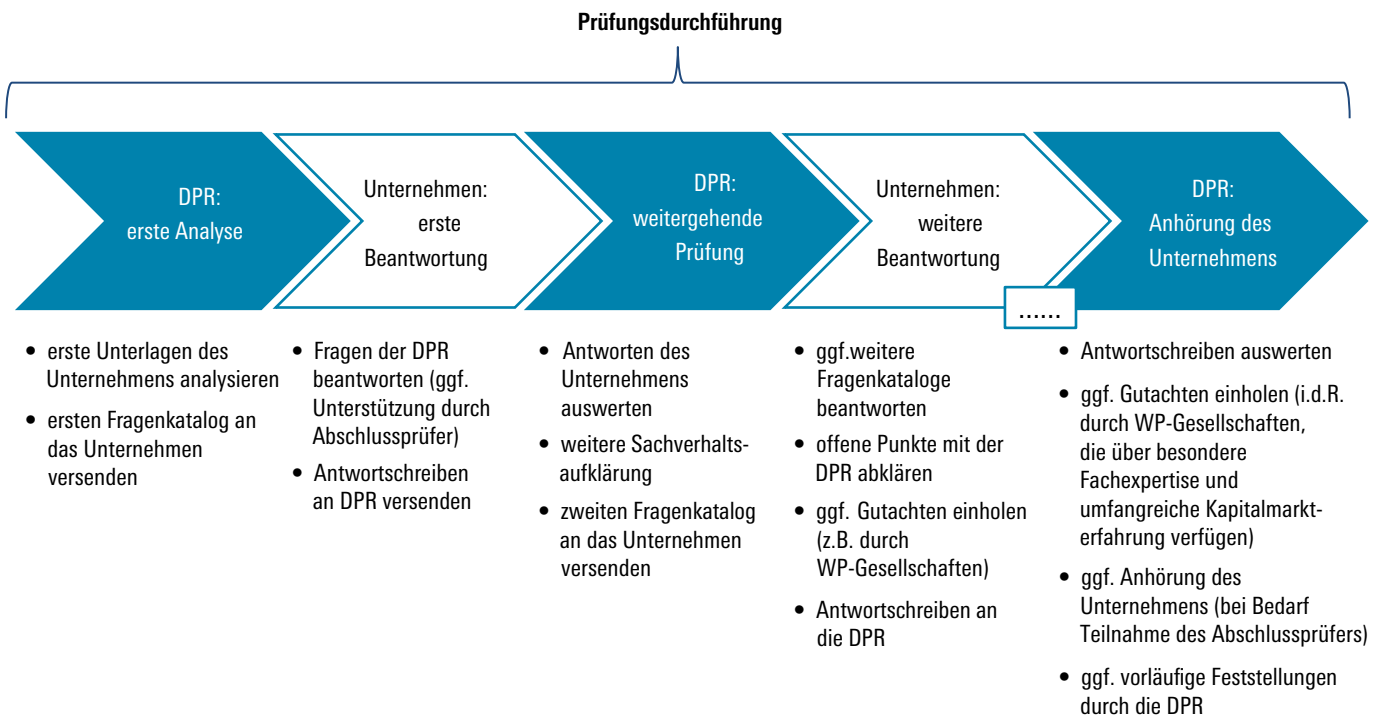 Prüfungsdurchführung
DPR:
erste Analyse
Unternehmen:
erste
Beantwortung
DPR:
weitergehende
Prüfung
Unternehmen:
weitere
Beantwortung
......
DPR:
Anhörung des
Unternehmens
• erste Unterlagen des
Unternehmens analysieren
• ersten Fragenkatalog an
das Unternehmen
versenden
• Fragen der DPR
beantworten (ggf.
Unterstützung durch
Abschlussprüfer)
• Antwortschreiben
an DPR versenden
• Antworten des
Unternehmens
auswerten
• weitere Sachverhalts-
aufklärung
• zweiten Fragenkatalog
an das Unternehmen
versenden
• ggf.weitere
Fragenkataloge
beantworten
• offene Punkte mit der
DPR abklären
• ggf. Gutachten einholen
(z.B. durch
WP-Gesellschaften)
• Antwortschreiben an
die DPR
• Antwortschreiben auswerten
• ggf. Gutachten einholen (i.d.R.
durch WP-Gesellschaften,
die über besondere
Fachexpertise und
umfangreiche Kapitalmarkt-
erfahrung verfügen)
• ggf. Anhörung des
Unternehmens (bei Bedarf
Teilnahme des Abschlussprüfers)
• ggf. vorläufige Feststellungen
durch die DPR